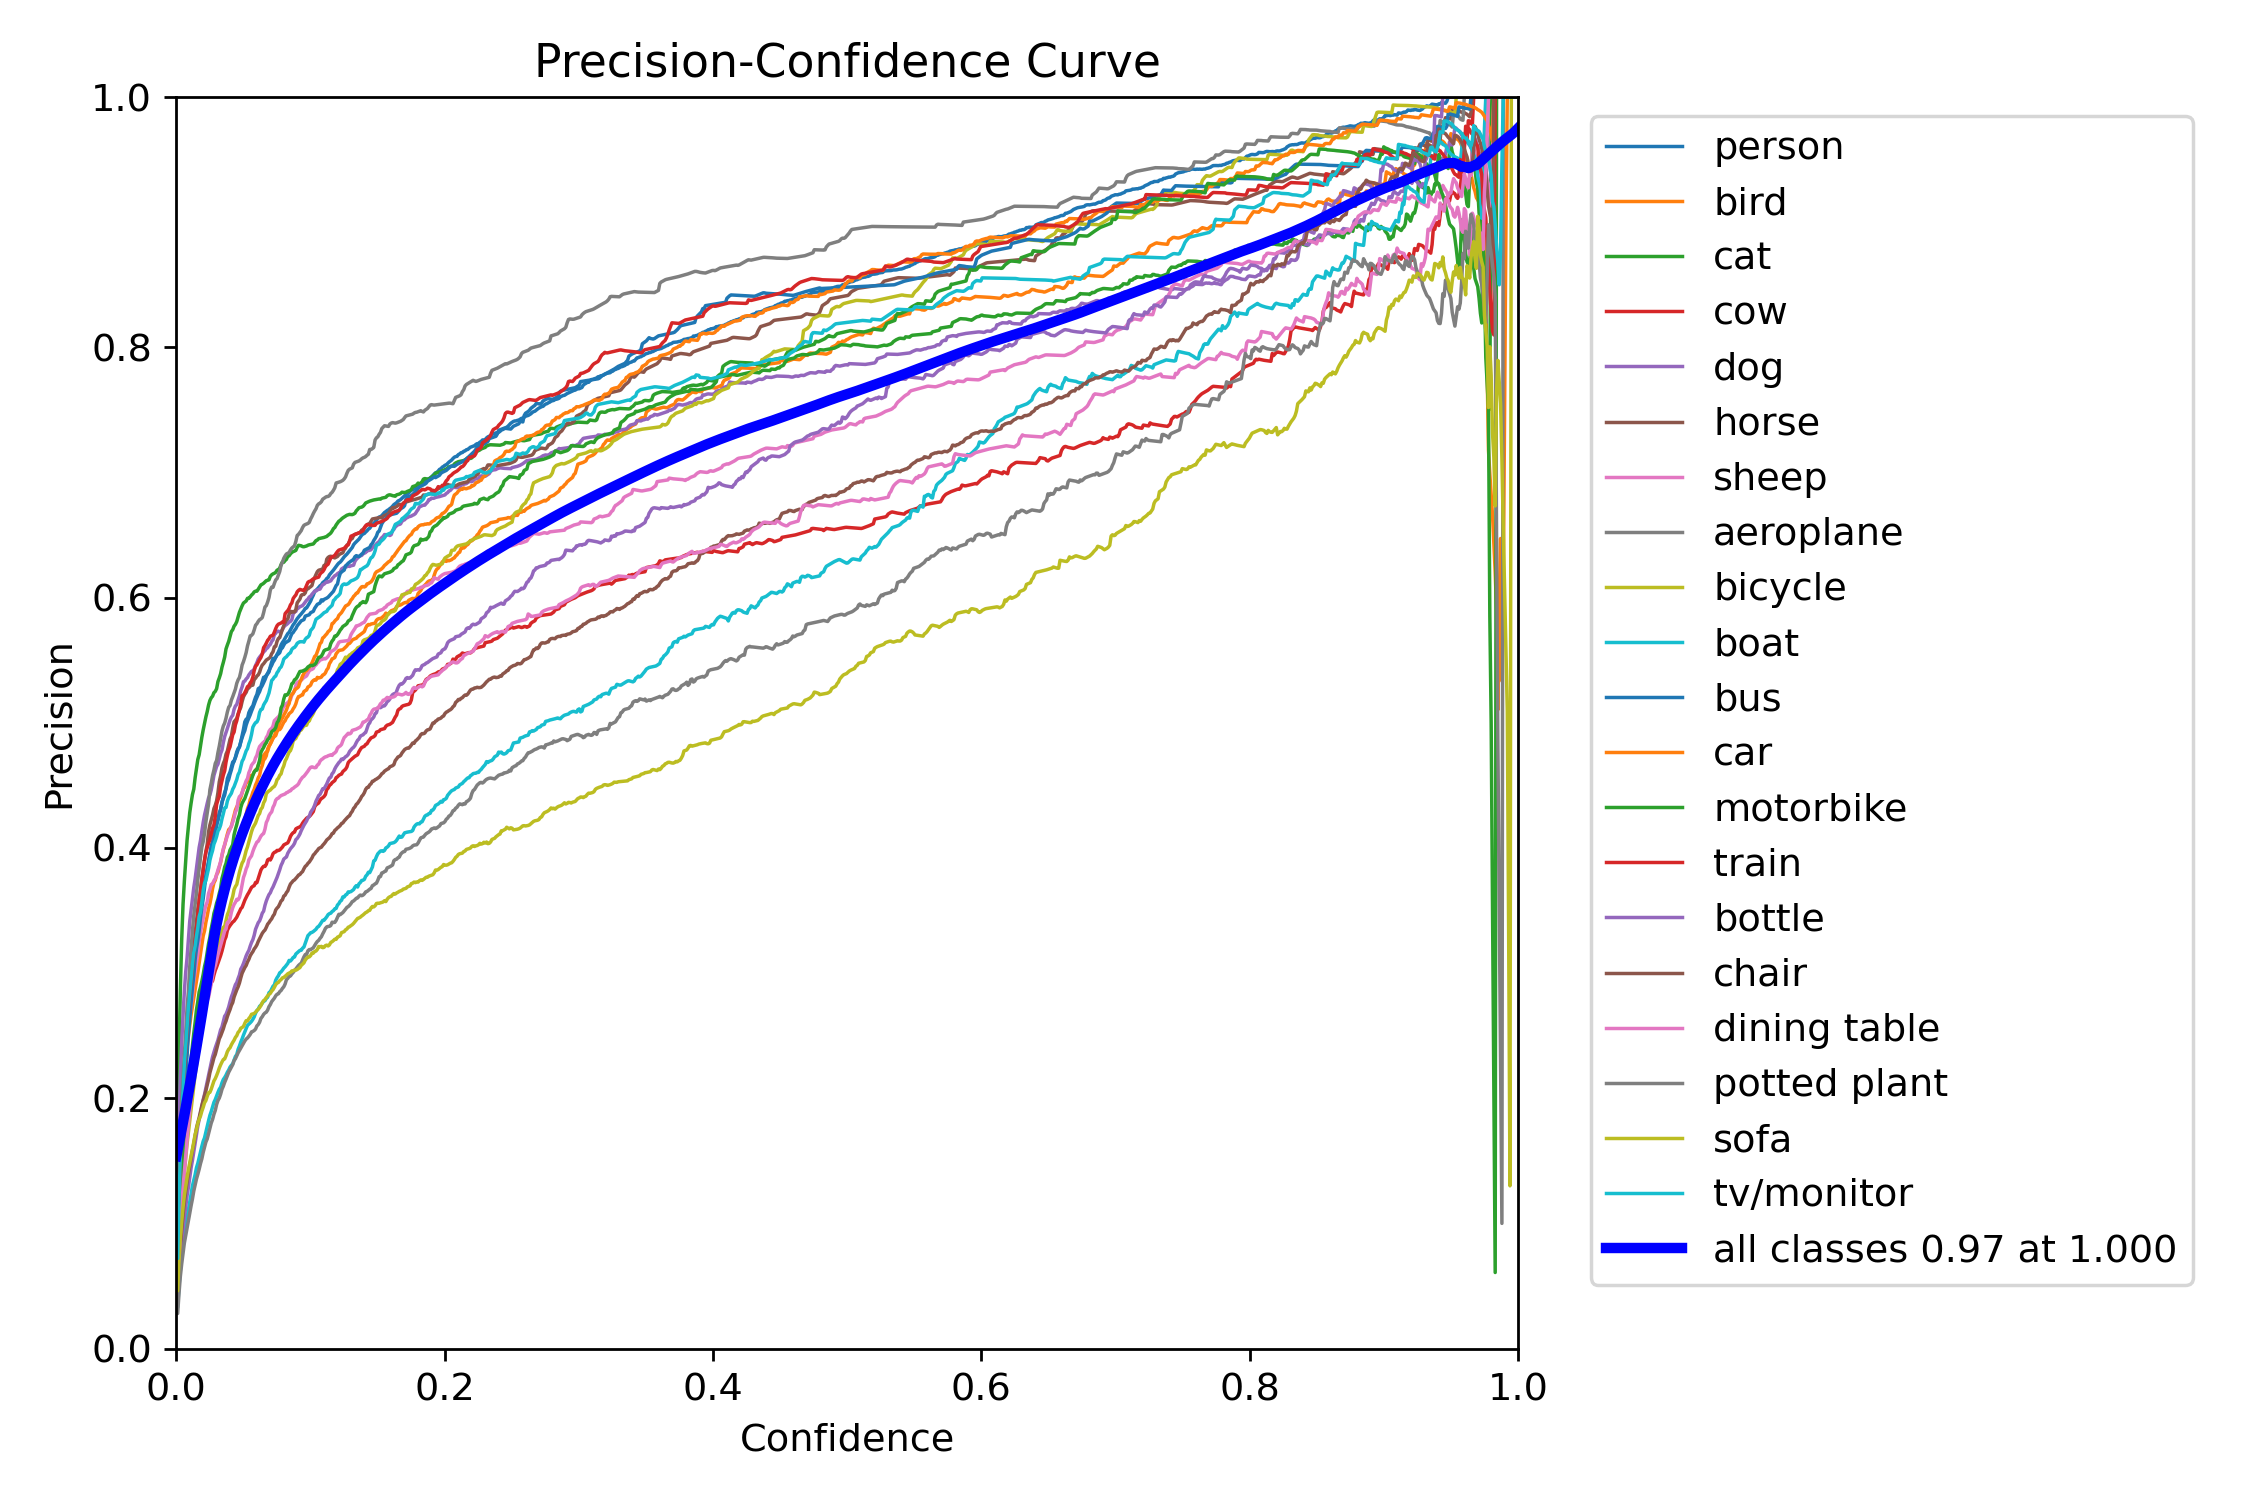 Precision-Confidence Curve
1.0
0.8
0.6
0.4
0.2
0.0
Precision
0.0 0.2 0.4 0.6 0.8 1.0
Confidence
person
bird
cat
cow
dog
horse
sheep
aeroplane
bicycle
boat
bus
car
motorbike
train
bottle
chair
dining table
potted plant
sofa
tv/monitor
all classes 0.97 at 1.000